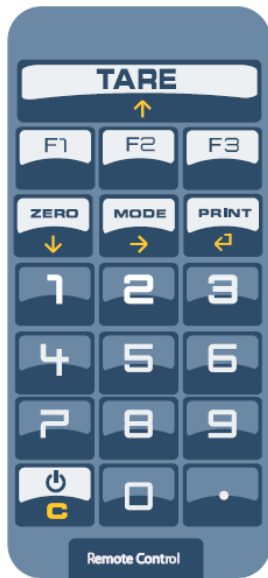 TARE
↑
F1 F2 F3
ZERO MODE PRINT
↓ → ↵
1 2 3
4 5 6
7 8 9
C 0 .
Remote Control